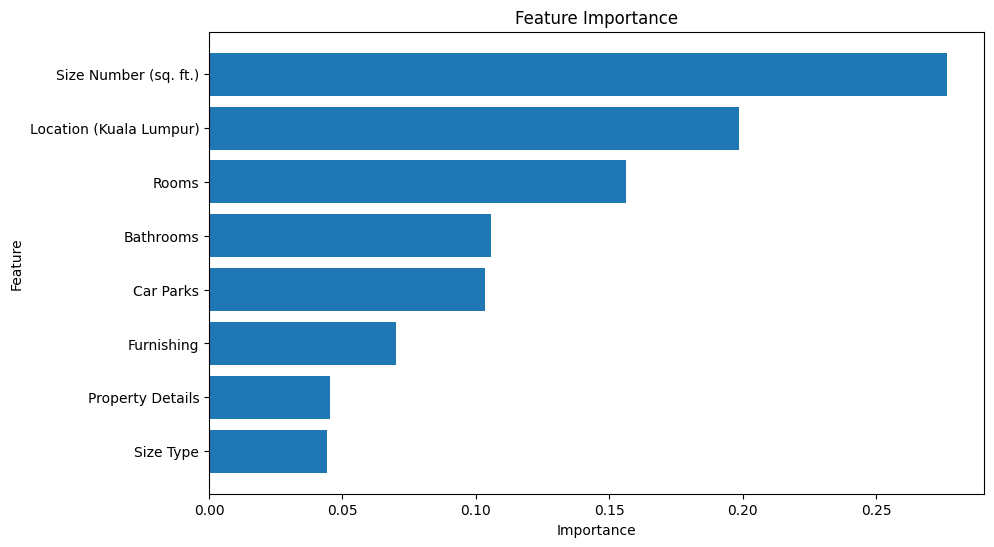 Feature Importance
Size Number (sq. ft.)
Location (Kuala Lumpur)
Rooms
Bathrooms
Car Parks
Furnishing
Property Details
Size Type
Feature
0.00 0.05 0.10 0.15 0.20 0.25
Importance